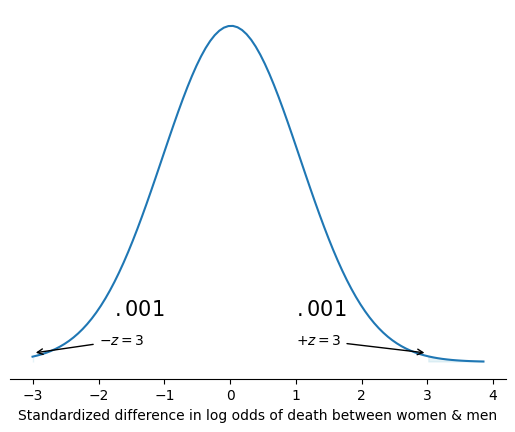 .001 .001
−z = 3 +z = 3
−3 −2 −1 0 1 2 3 4
Standardized difference in log odds of death between women & men